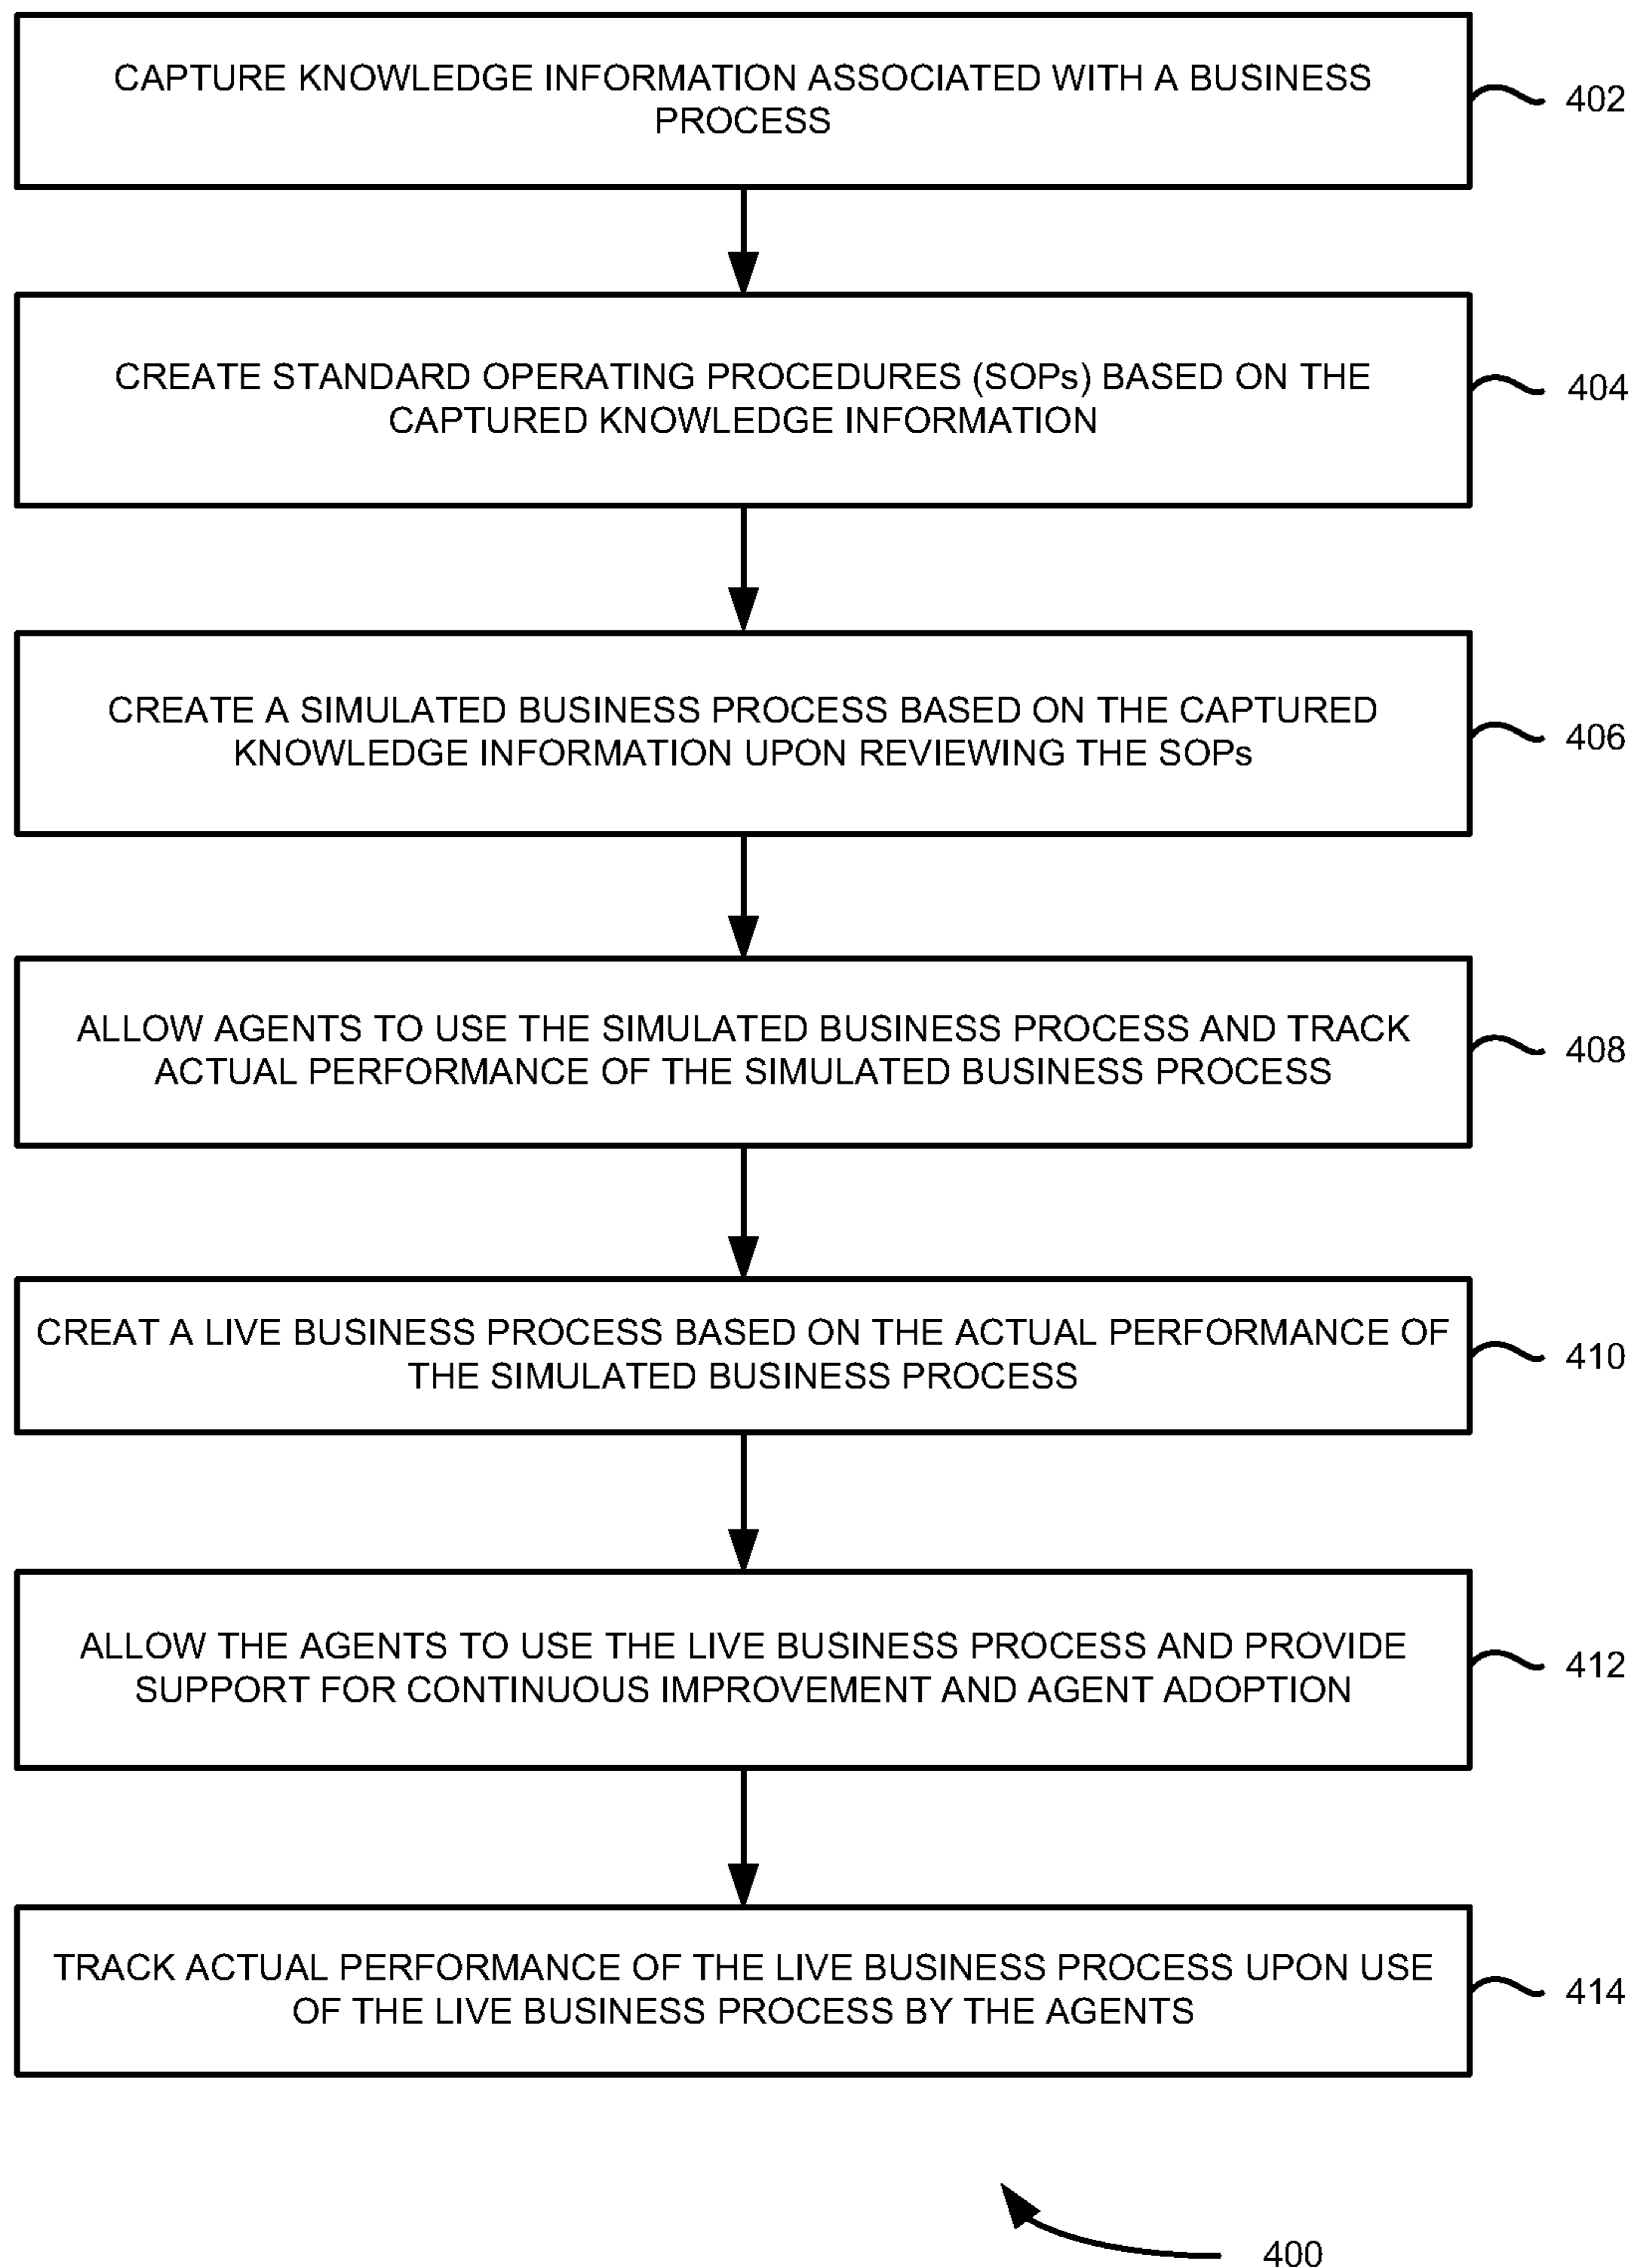 CAPTURE KNOWLEDGE INFORMATION ASSOCIATED WITH A BUSINESS
PROCESS
402
CREATE STANDARD OPERATING PROCEDURES (SOPs) BASED ON THE
CAPTURED KNOWLEDGE INFORMATION
404
CREATE A SIMULATED BUSINESS PROCESS BASED ON THE CAPTURED
KNOWLEDGE INFORMATION UPON REVIEWING THE SOPs
406
ALLOW AGENTS TO USE THE SIMULATED BUSINESS PROCESS AND TRACK
ACTUAL PERFORMANCE OF THE SIMULATED BUSINESS PROCESS
408
CREAT A LIVE BUSINESS PROCESS BASED ON THE ACTUAL PERFORMANCE OF
THE SIMULATED BUSINESS PROCESS
410
ALLOW THE AGENTS TO USE THE LIVE BUSINESS PROCESS AND PROVIDE
SUPPORT FOR CONTINUOUS IMPROVEMENT AND AGENT ADOPTION
412
TRACK ACTUAL PERFORMANCE OF THE LIVE BUSINESS PROCESS UPON USE
OF THE LIVE BUSINESS PROCESS BY THE AGENTS
414
400